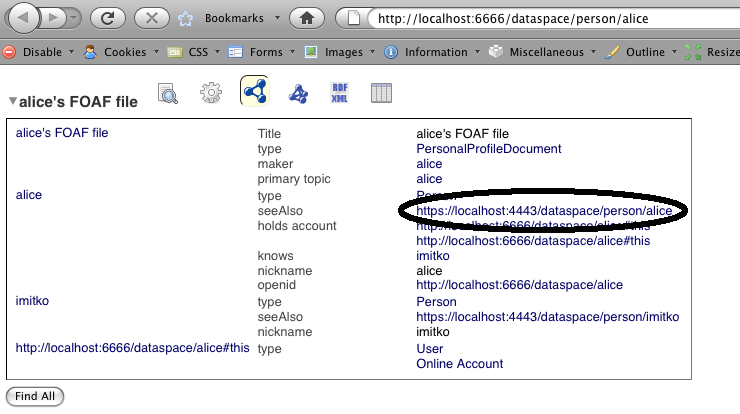 Bookmarks http://localhost:6666/dataspace/person/alice
Disable Cookies CSS Forms Images Information Miscellaneous Outline Resize
alice's FOAF file RDF XML
alice's FOAF file Title alice's FOAF file
type PersonalProfileDocument
maker alice
primary topic alice
alice type Person
seeAlso https://localhost:4443/dataspace/person/alice
holds account http://localhost:6666/dataspace/alice#this
http://localhost:6666/dataspace/alice#this
knows imitko
nickname alice
openid http://localhost:6666/dataspace/alice
imitko type Person
seeAlso https://localhost:4443/dataspace/person/imitko
nickname imitko
http://localhost:6666/dataspace/alice#this type User
Online Account
Find All